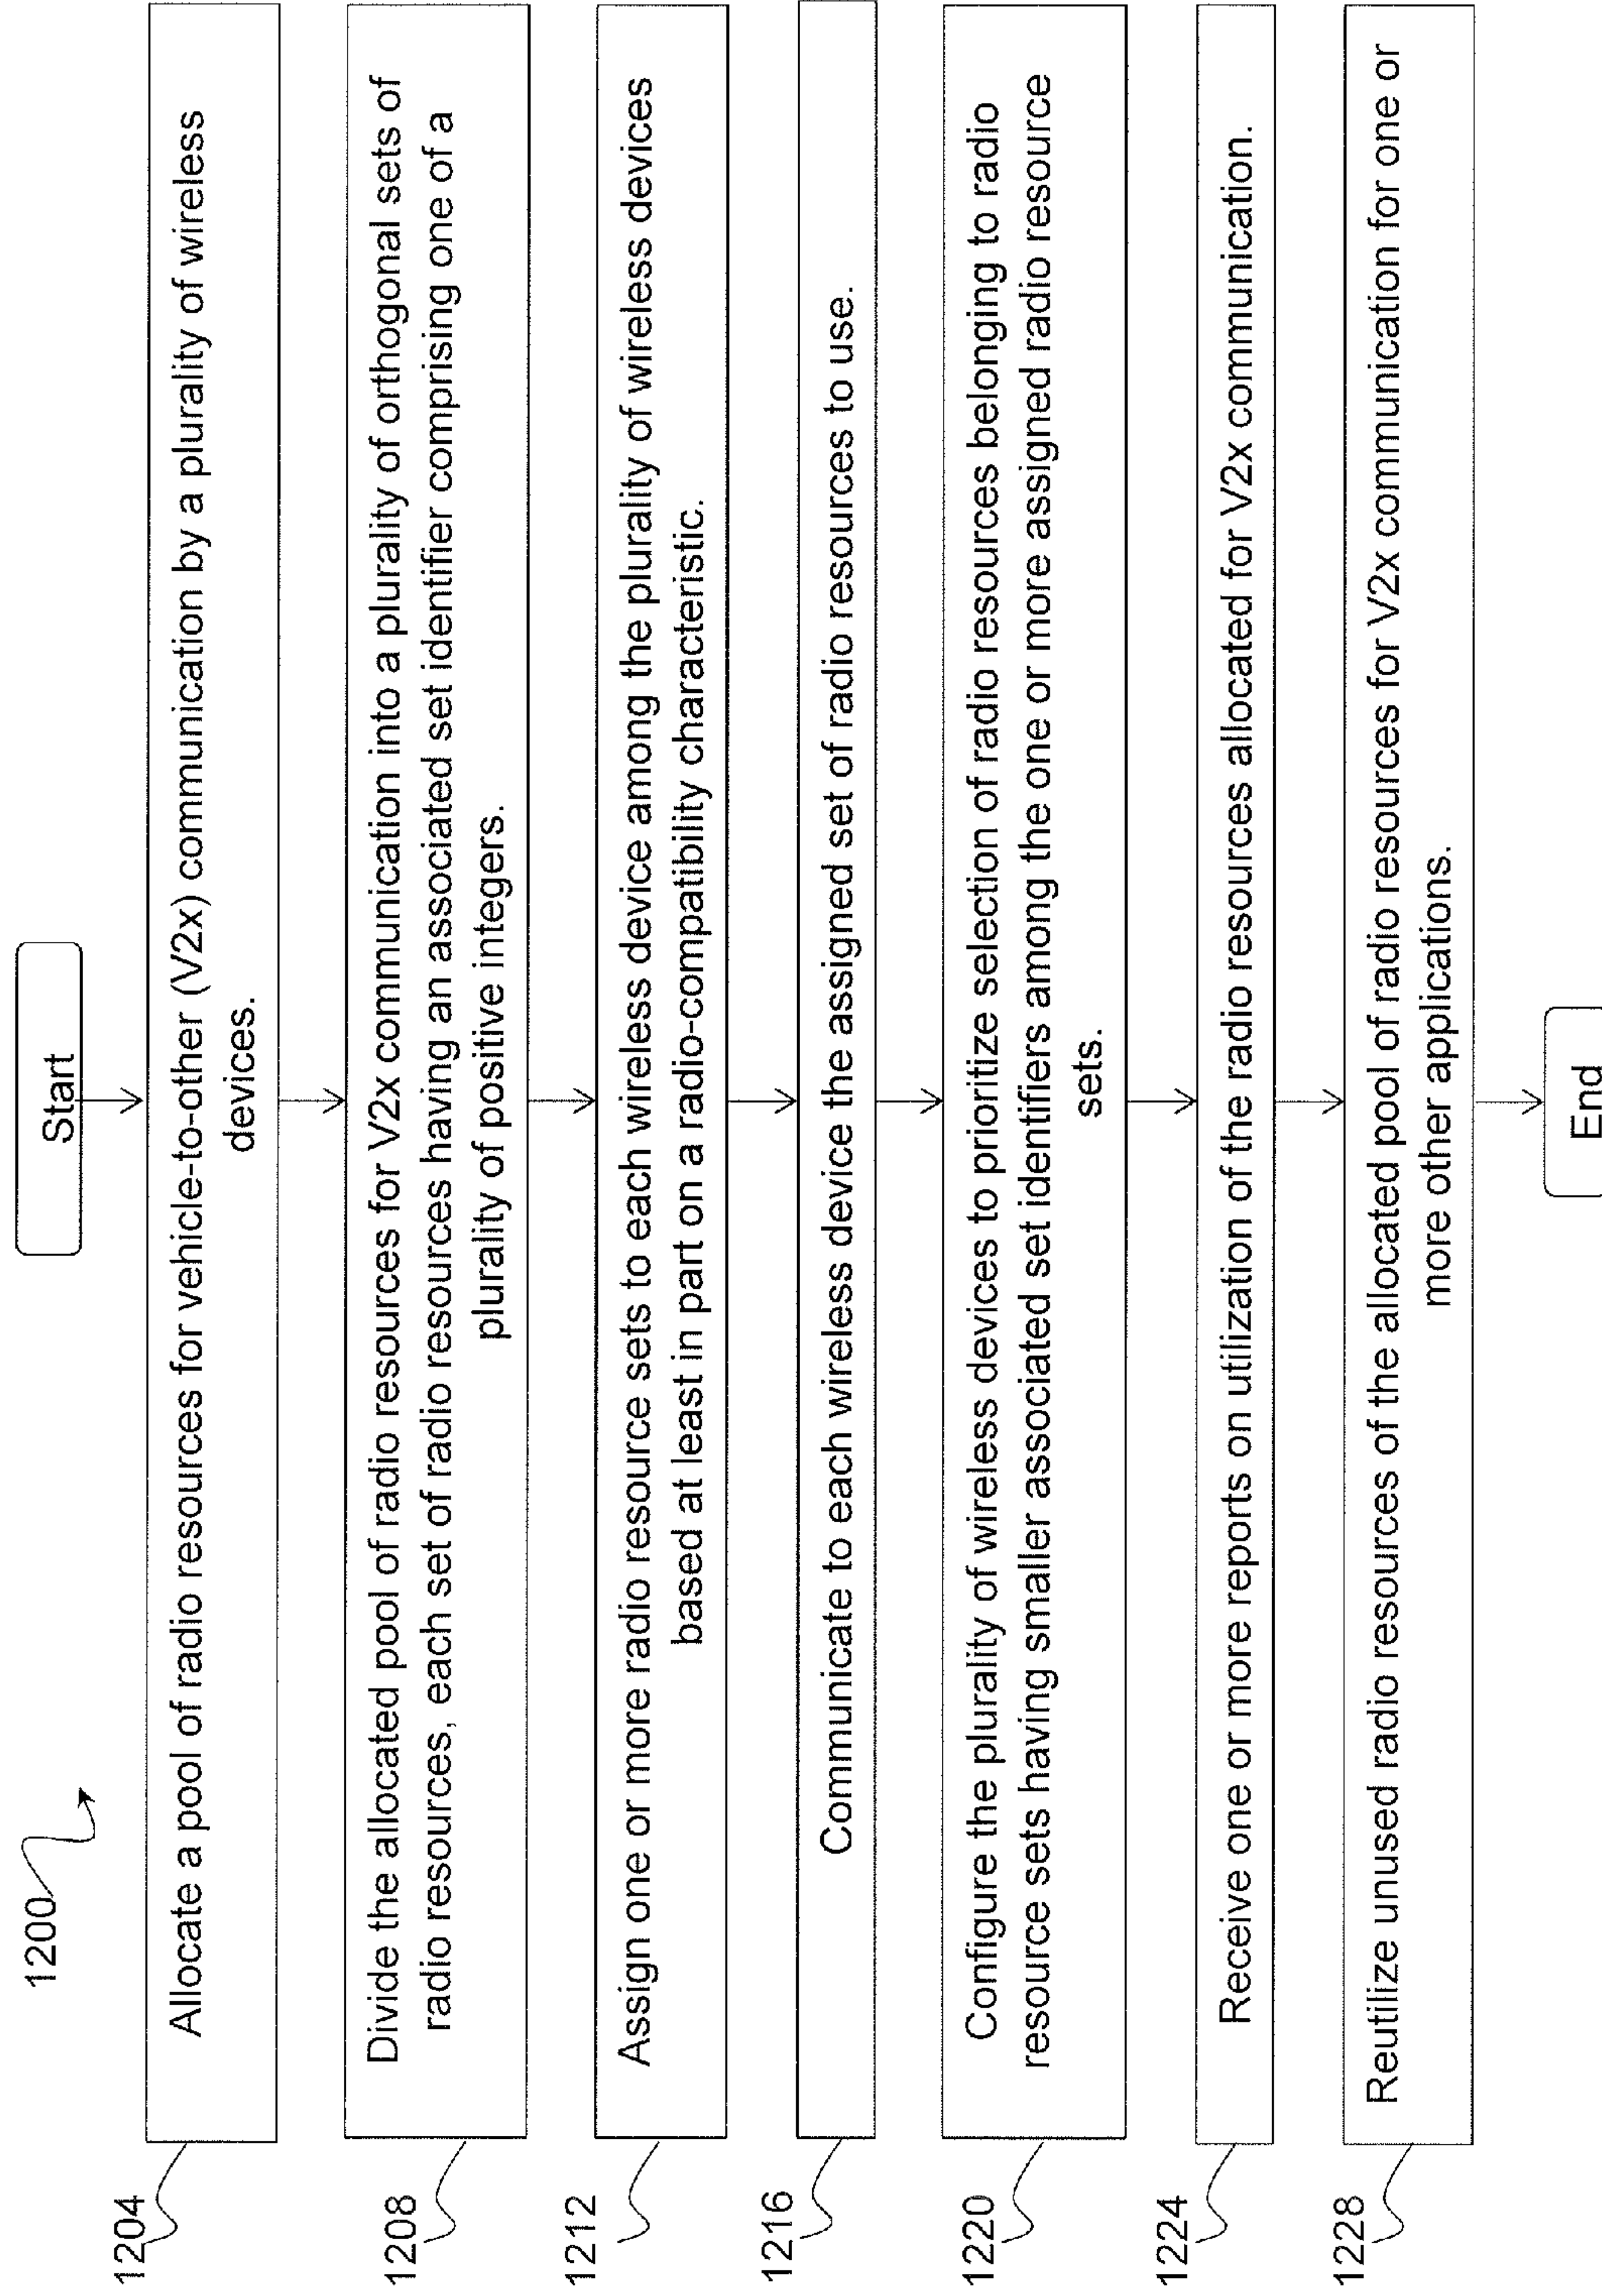 1200
Start
1204
Allocate a pool of radio resources for vehicle-to-other (V2x) communication by a plurality of wireless
devices.
1208
Divide the allocated pool of radio resources for V2x communication into a plurality of orthogonal sets of
radio resources, each set of radio resources having an associated set identifier comprising one of a
plurality of positive integers.
1212
Assign one or more radio resource sets to each wireless device among the plurality of wireless devices
based at least in part on a radio-compatibility characteristic.
1216
Communicate to each wireless device the assigned set of radio resources to use.
1220
Configure the plurality of wireless devices to prioritize selection of radio resources belonging to radio
resource sets having smaller associated set identifiers among the one or more assigned radio resource
sets.
1224
Receive one or more reports on utilization of the radio resources allocated for V2x communication.
1228
Reutilize unused radio resources of the allocated pool of radio resources for V2x communication for one or
more other applications.
End